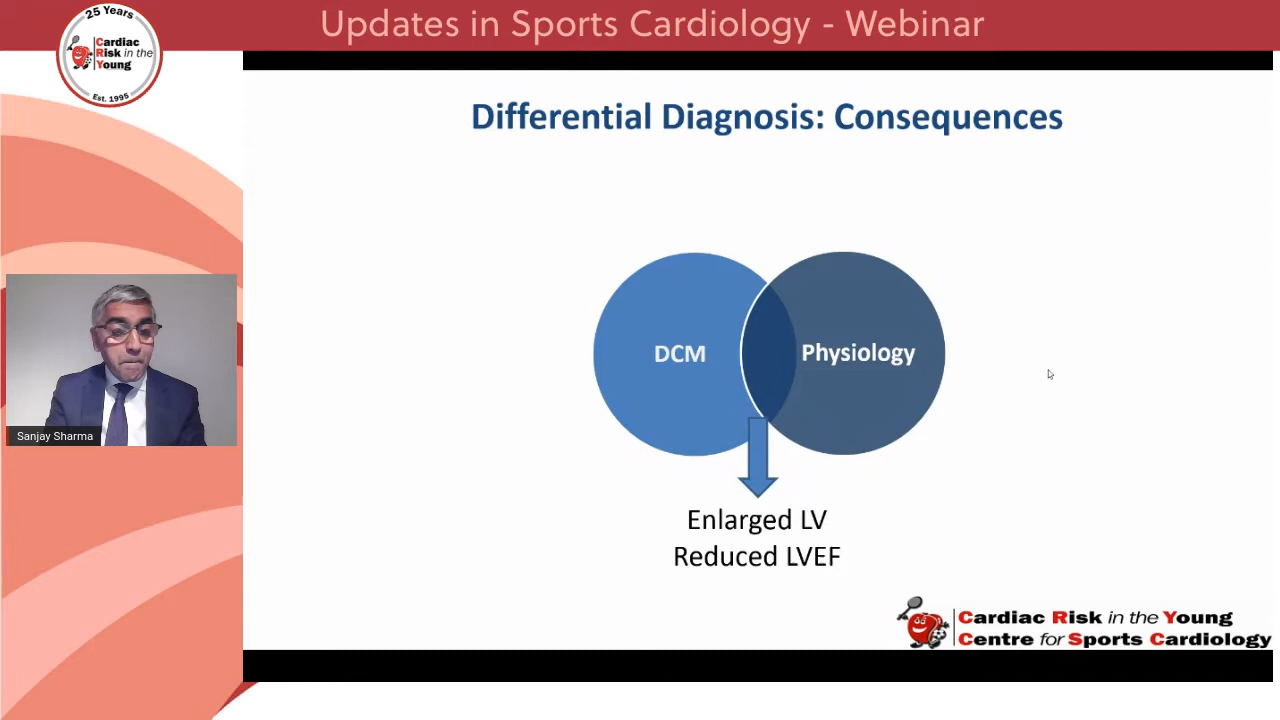 Updates in Sports Cardiology - Webinar
25 Years
Cardiac
Risk in the
Young
Est. 1995
Differential Diagnosis: Consequences
DCM
Physiology
Enlarged LV
Reduced LVEF
Sanjay Sharma
Cardiac Risk in the Young
Centre for Sports Cardiology